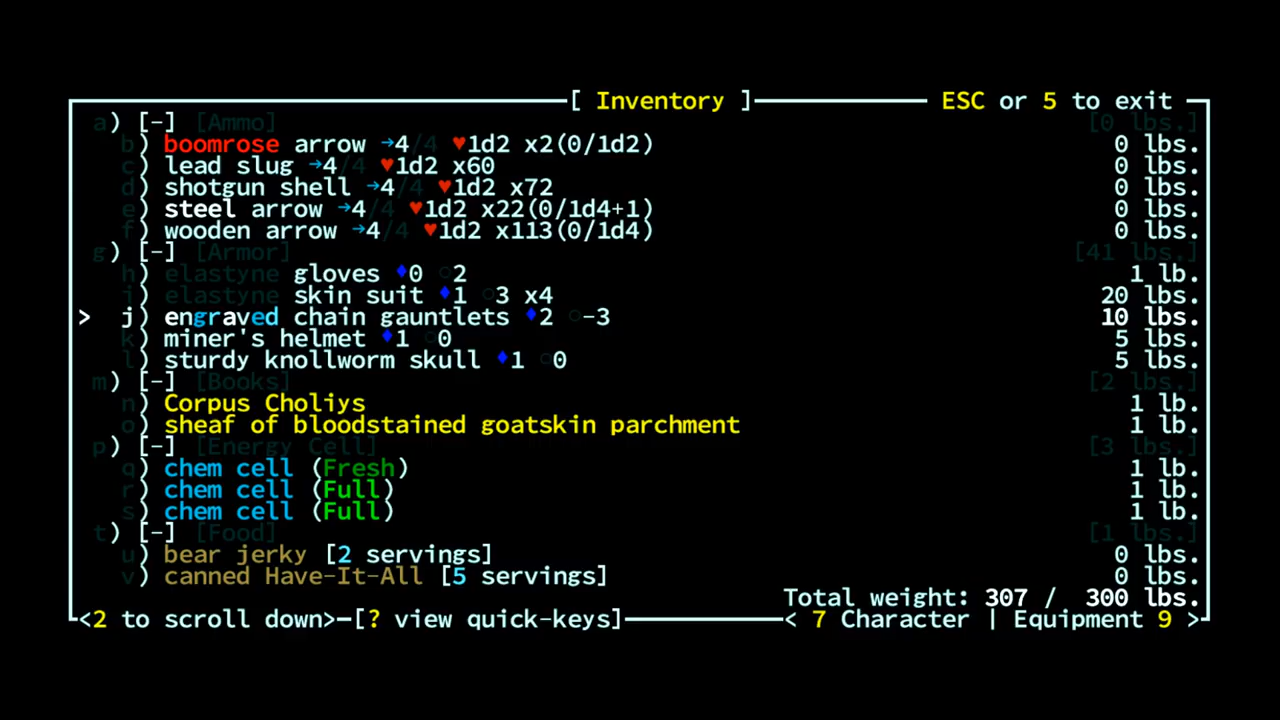 [ Inventory ] ESC or 5 to exit
a) [-] [Ammo] [0 lbs.]
b) boomrose arrow →4/4 ♥1d2 x2(0/1d2) 0 lbs.
c) lead slug →4/4 ♥1d2 x60 0 lbs.
d) shotgun shell →4/4 ♥1d2 x72 0 lbs.
e) steel arrow →4/4 ♥1d2 x22(0/1d4+1) 0 lbs.
f) wooden arrow →4/4 ♥1d2 x113(0/1d4) 0 lbs.
g) [-] [Armor] [41 lbs.]
h) elastyne gloves ♦0 ○2 1 lb.
i) elastyne skin suit ♦1 ○3 x4 20 lbs.
> j) engraved chain gauntlets ♦2 ○-3 10 lbs.
k) miner's helmet ♦1 ○0 5 lbs.
l) sturdy knollworm skull ♦1 ○0 5 lbs.
m) [-] [Books] [2 lbs.]
n) Corpus Choliys 1 lb.
o) sheaf of bloodstained goatskin parchment 1 lb.
p) [-] [Energy Cell] [3 lbs.]
q) chem cell (Fresh) 1 lb.
r) chem cell (Full) 1 lb.
s) chem cell (Full) 1 lb.
t) [-] [Food] [1 lbs.]
u) bear jerky [2 servings] 0 lbs.
v) canned Have-It-All [5 servings] 0 lbs.
Total weight: 307 / 300 lbs.
<2 to scroll down> [? view quick-keys] < 7 Character | Equipment 9 >